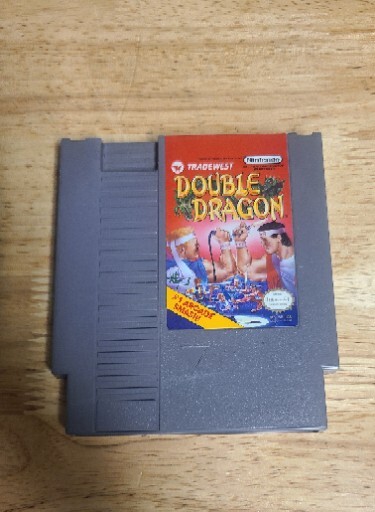 TRADEWEST
Nintendo
DOUBLE
DRAGON
#1 ARCADE
SMASH!